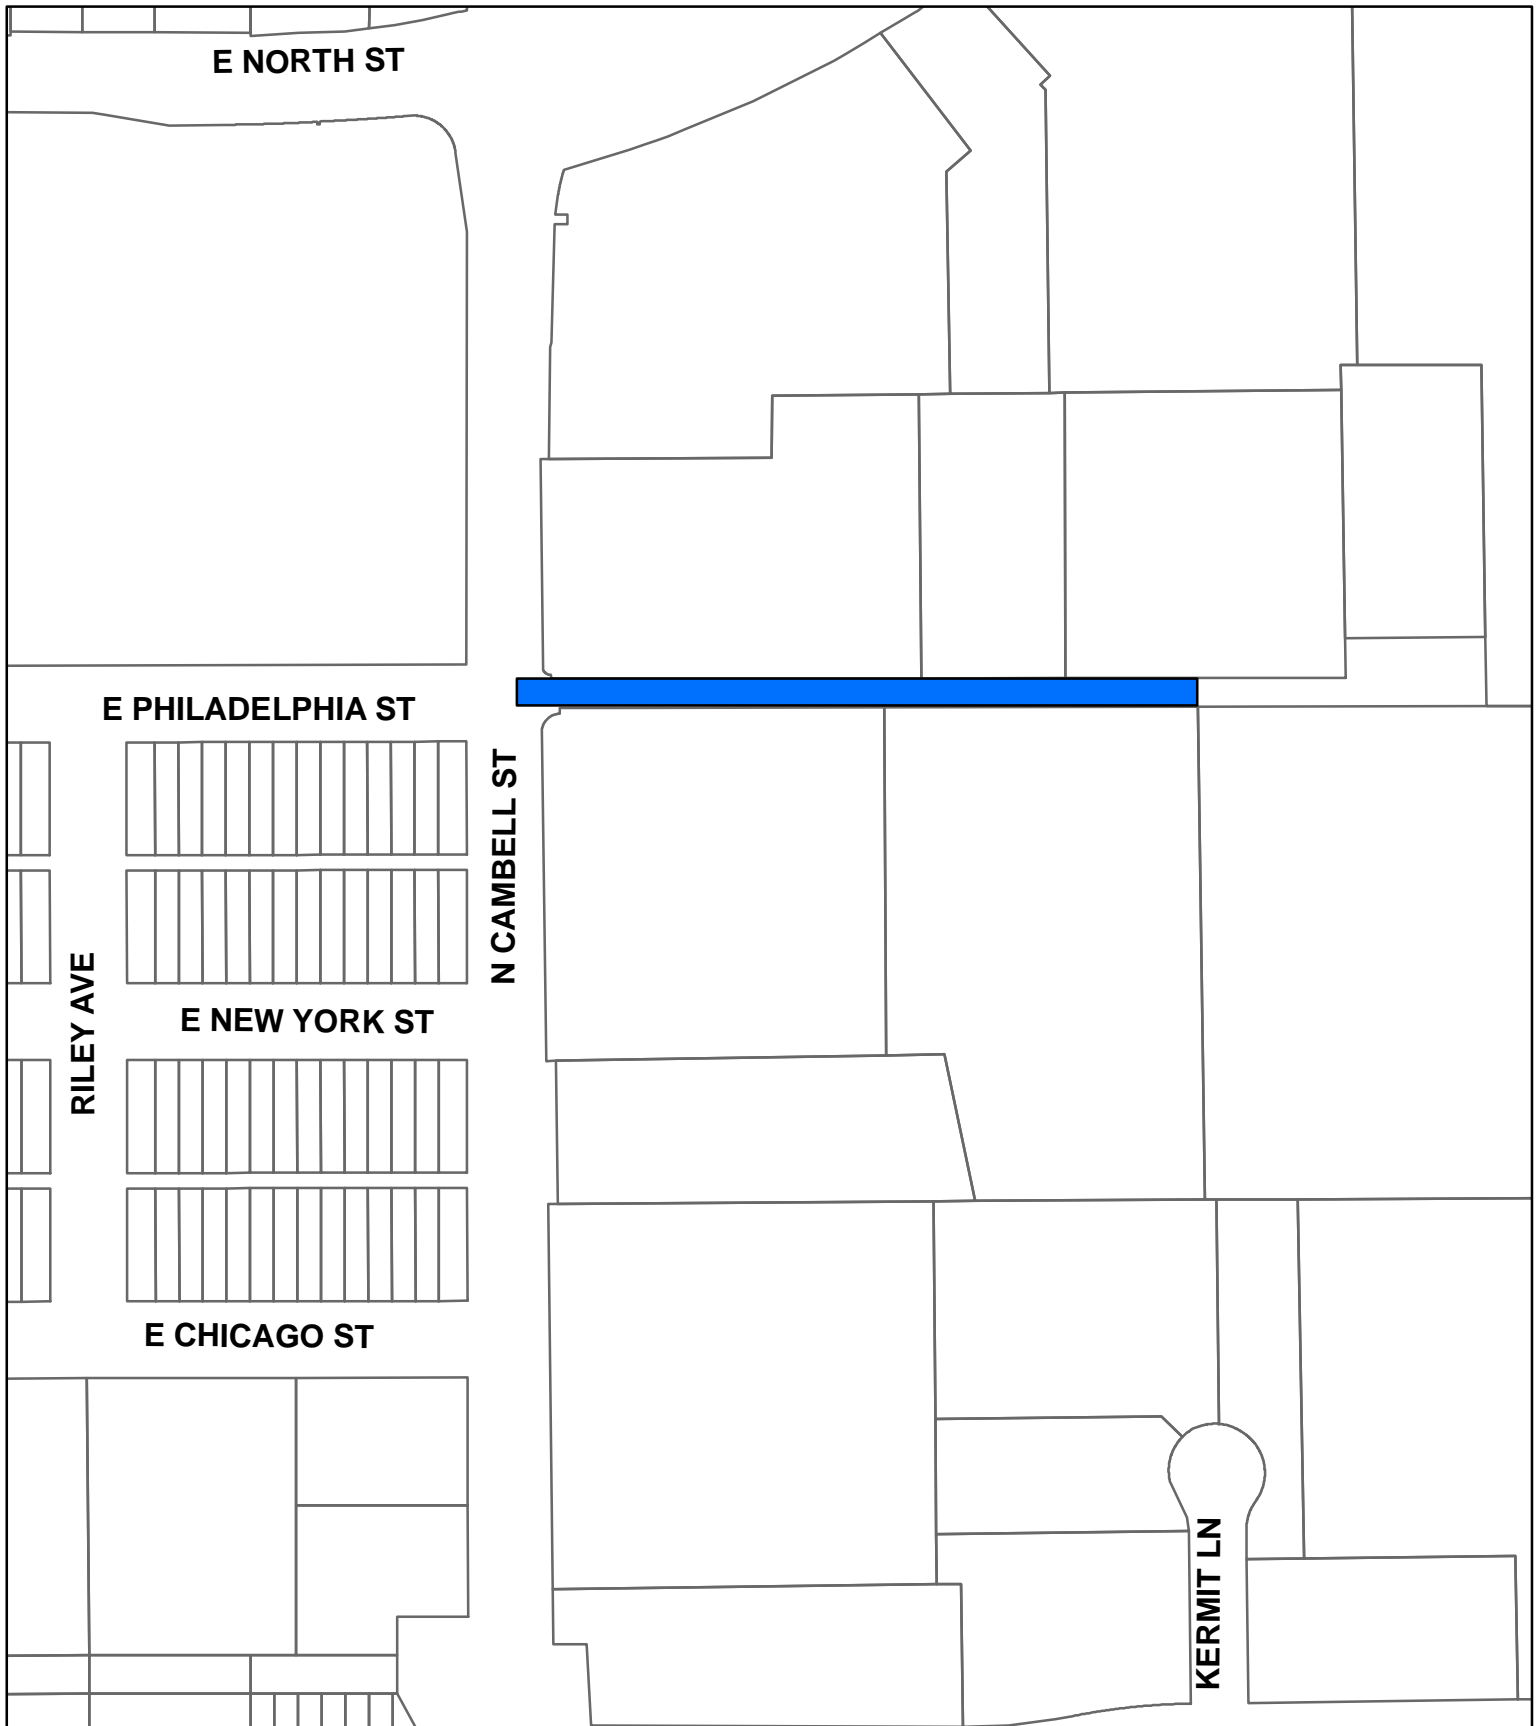 E NORTH ST
E PHILADELPHIA ST
N CAMBELL ST
RILEY AVE
E NEW YORK ST
E CHICAGO ST
KERMIT LN